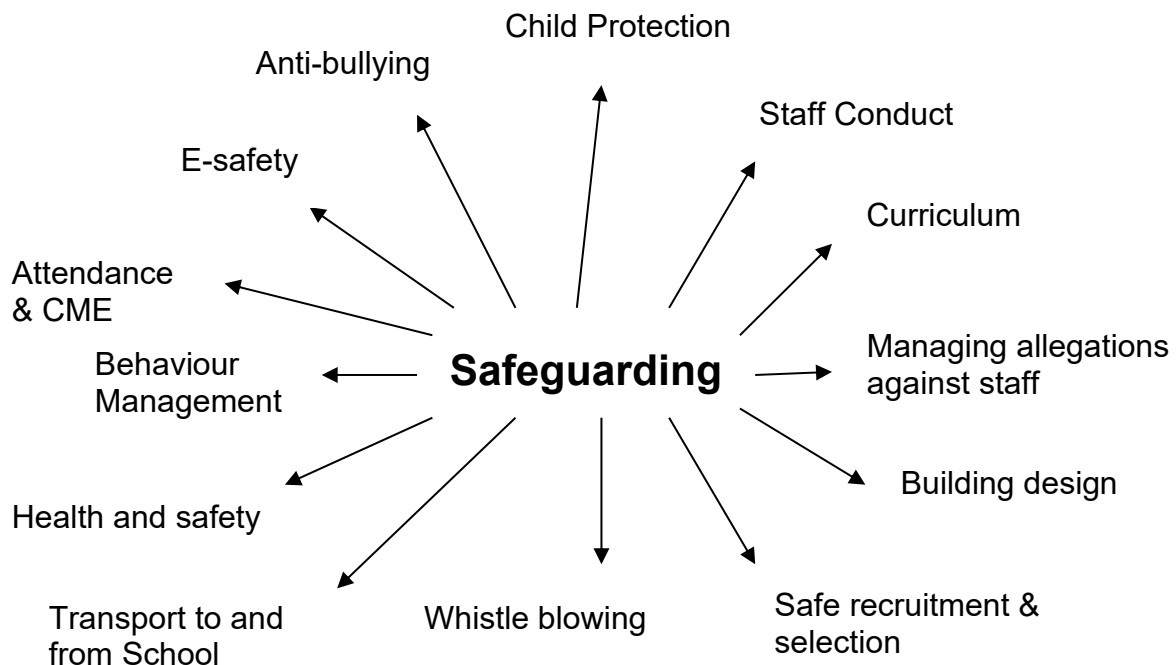 Child Protection
Anti-bullying
Staff Conduct
E-safety
Curriculum
Attendance
& CME
Behaviour
Management
Safeguarding
Managing allegations
against staff
Building design
Health and safety
Transport to and
from School
Whistle blowing
Safe recruitment &
selection